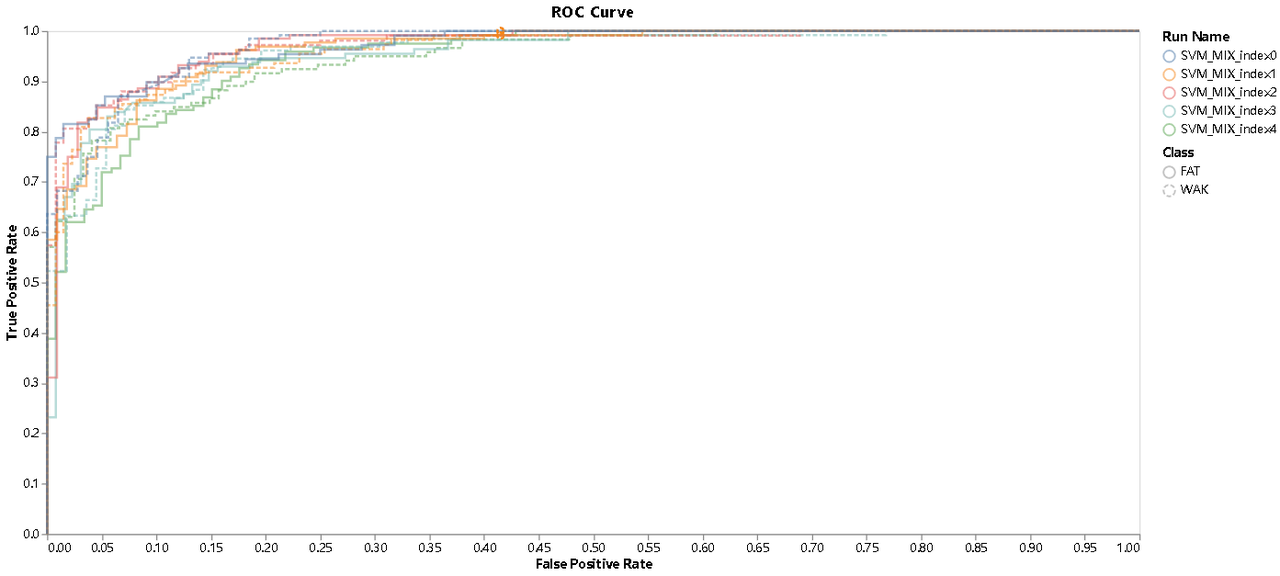 ROC Curve
1.0
0.9
0.8
0.7
0.6
0.5
0.4
0.3
0.2
0.1
0.0
True Positive Rate
0.00 0.05 0.10 0.15 0.20 0.25 0.30 0.35 0.40 0.45 0.50 0.55 0.60 0.65 0.70 0.75 0.80 0.85 0.90 0.95 1.00
False Positive Rate
Run Name
SVM_MIX_index0
SVM_MIX_index1
SVM_MIX_index2
SVM_MIX_index3
SVM_MIX_index4
Class
FAT
WAK